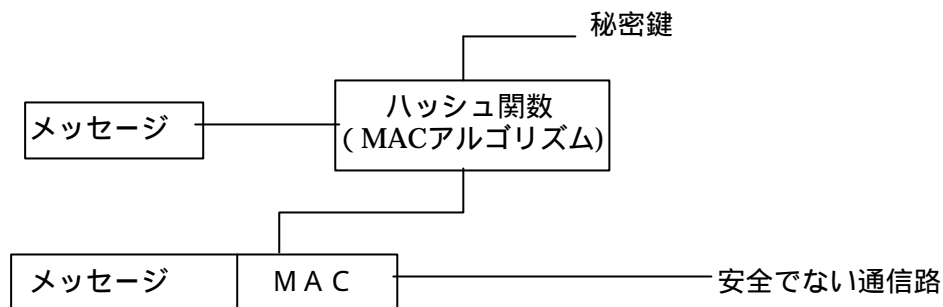 秘密鍵
メッセージ
ハッシュ関数
( MACアルゴリズム)
メッセージ
ＭＡＣ
安全でない通信路